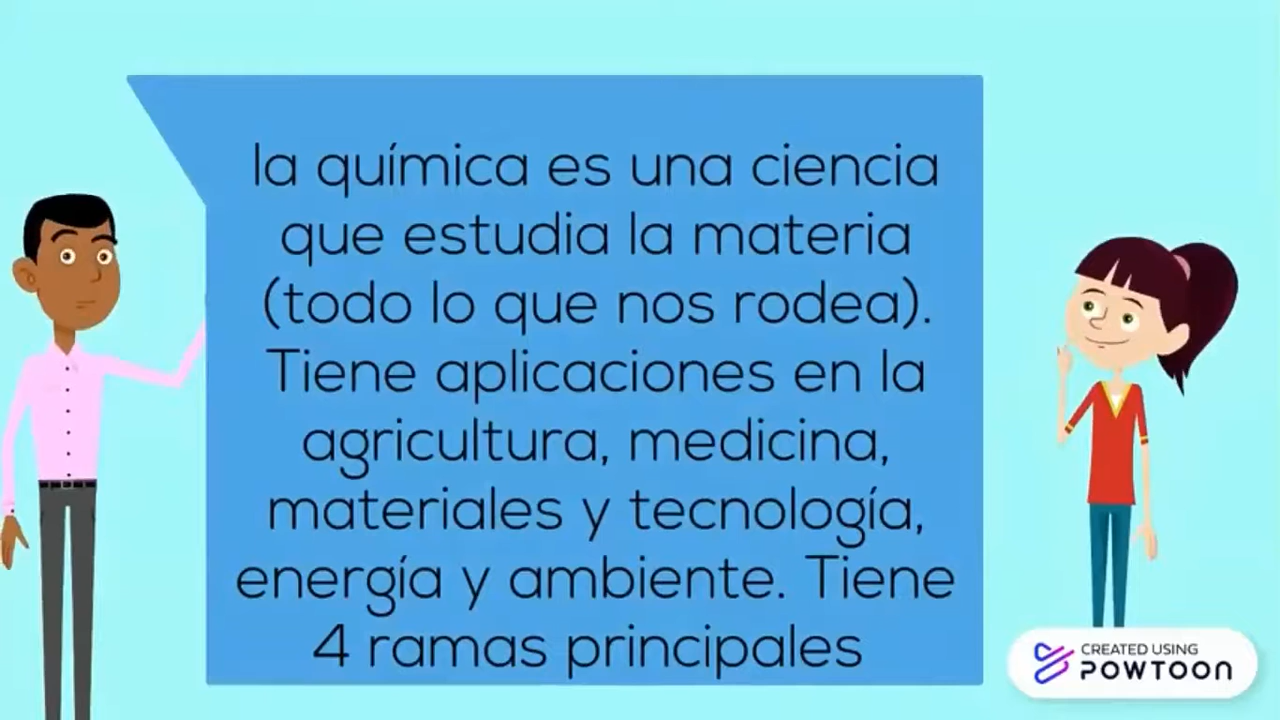 la química es una ciencia
que estudia la materia
(todo lo que nos rodea).
Tiene aplicaciones en la
agricultura, medicina,
materiales y tecnología,
energía y ambiente. Tiene
4 ramas principales
CREATED USING
POWTOON